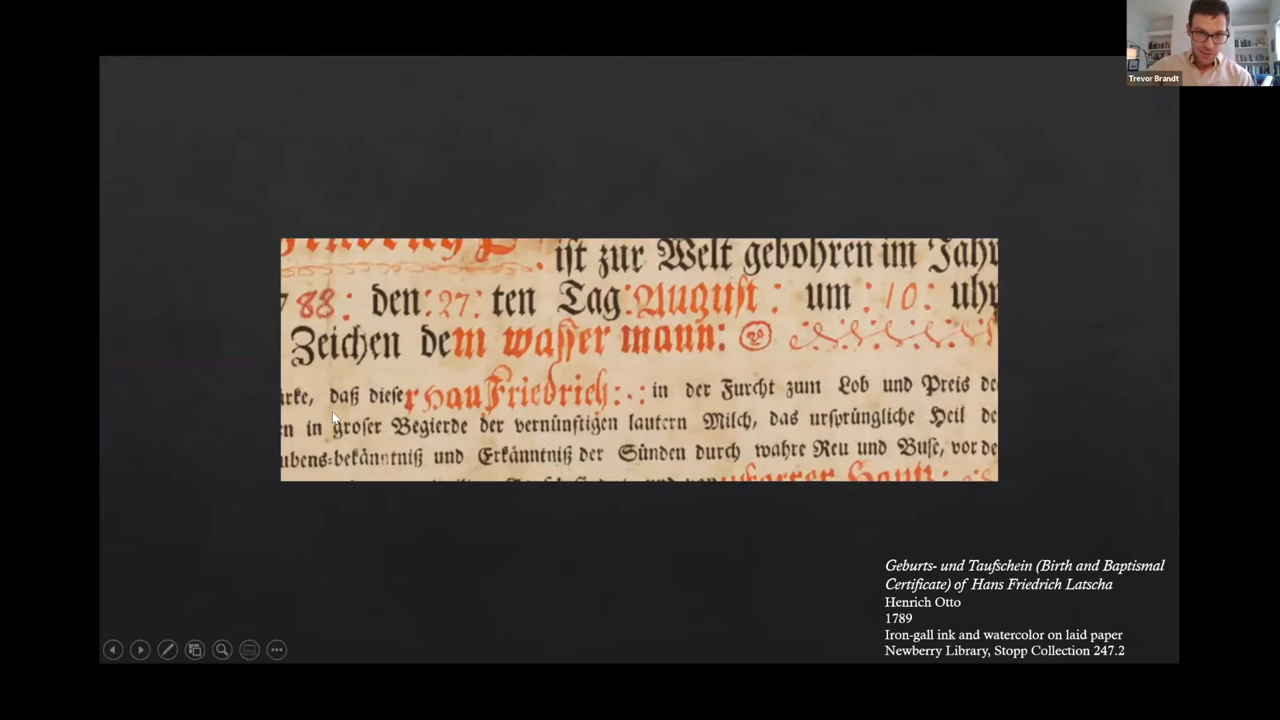 Trevor Brandt
ist zur Welt gebohren im Jahr
88: den: 27: ten Tag: August: um: 10: uhr
Zeichen dem wasser mann:
daß dieser Friedrich: in der Furcht zum Lob und Preis de
en in groser Begierde der vernünftigen lautern Milch, das ursprüngliche Heil de
ubens-bekänntniß und Erkänntniß der Sünden durch wahre Reu und Buse, vor de
Geburts- und Taufschein (Birth and Baptismal
Certificate) of Hans Friedrich Latscha
Henrich Otto
1789
Iron-gall ink and watercolor on laid paper
Newberry Library, Stopp Collection 247.2